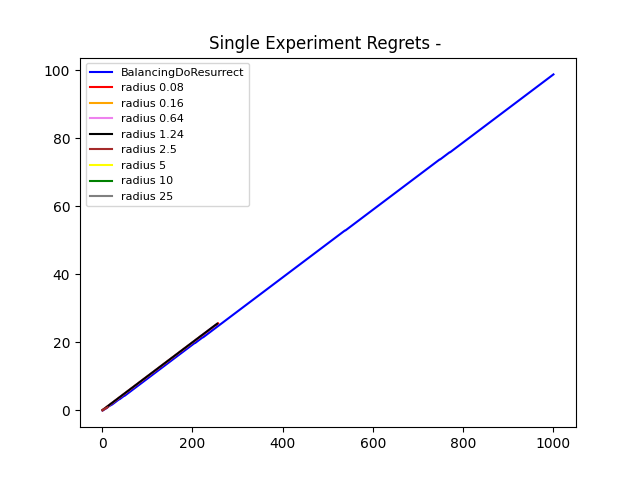 Single Experiment Regrets -
100
80
60
40
20
0
BalancingDoResurrect
radius 0.08
radius 0.16
radius 0.64
radius 1.24
radius 2.5
radius 5
radius 10
radius 25
0 200 400 600 800 1000